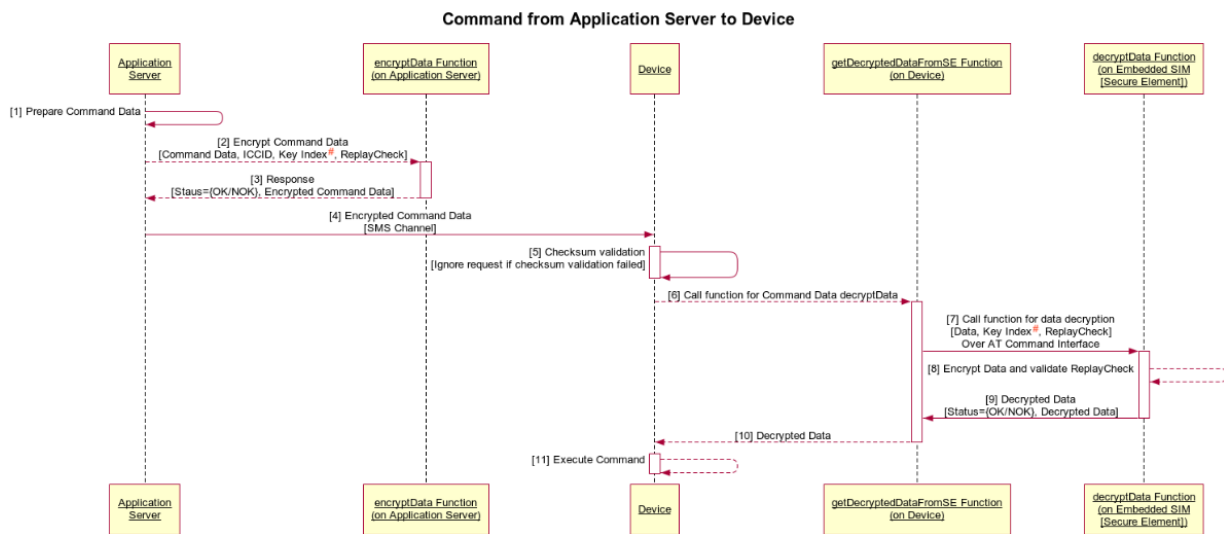 Command from Application Server to Device
Application
Server
encryptData Function
(on Application Server)
Device
getDecryptedDataFromSE Function
(on Device)
decryptData Function
(on Embedded SIM
[Secure Element])
[1] Prepare Command Data
[2] Encrypt Command Data
[Command Data, ICCID, Key Index#, ReplayCheck]
[3] Response
[Staus={OK/NOK}, Encrypted Command Data]
[4] Encrypted Command Data
[SMS Channel]
[5] Checksum validation
[Ignore request if checksum validation failed]
[6] Call function for Command Data decryptData
[7] Call function for data decryption
[Data, Key Index#, ReplayCheck]
Over AT Command Interface
[8] Encrypt Data and validate ReplayCheck
[9] Decrypted Data
[Status={OK/NOK}, Decrypted Data]
[10] Decrypted Data
[11] Execute Command
Application
Server
encryptData Function
(on Application Server)
Device
getDecryptedDataFromSE Function
(on Device)
decryptData Function
(on Embedded SIM
[Secure Element])